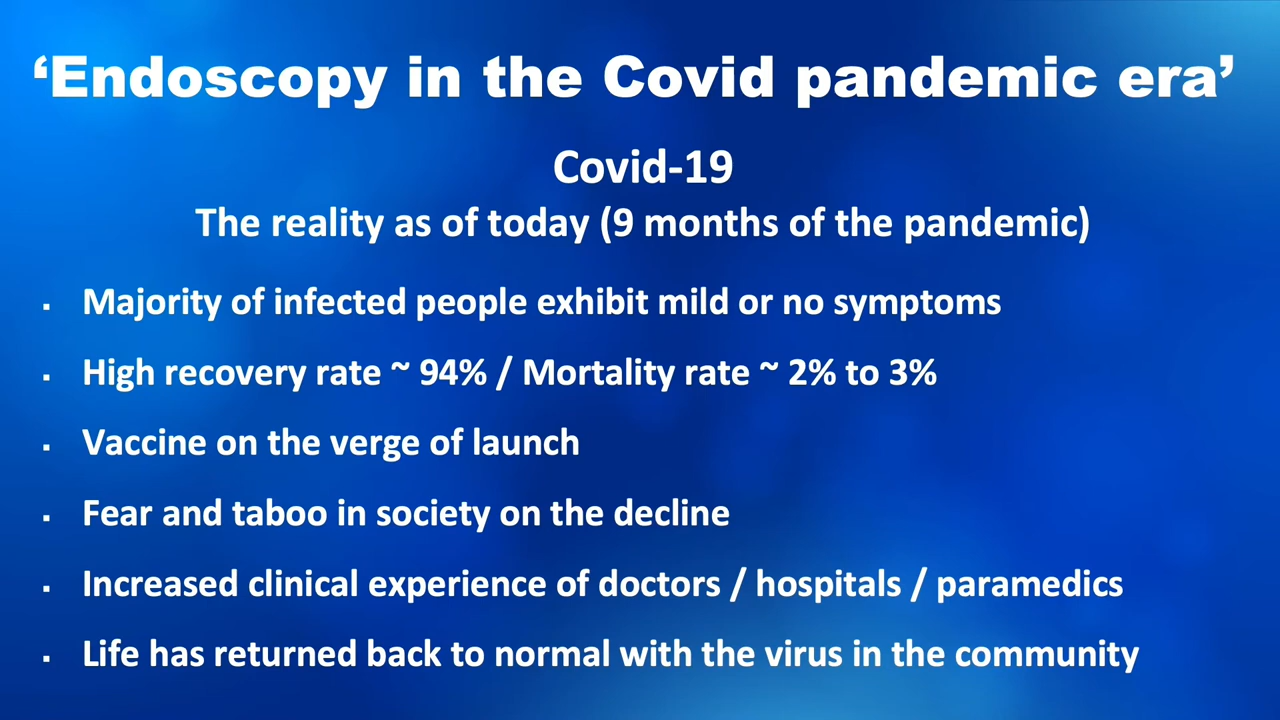 ‘Endoscopy in the Covid pandemic era’
Covid-19
The reality as of today (9 months of the pandemic)
▪ Majority of infected people exhibit mild or no symptoms
▪ High recovery rate ~ 94% / Mortality rate ~ 2% to 3%
▪ Vaccine on the verge of launch
▪ Fear and taboo in society on the decline
▪ Increased clinical experience of doctors / hospitals / paramedics
▪ Life has returned back to normal with the virus in the community